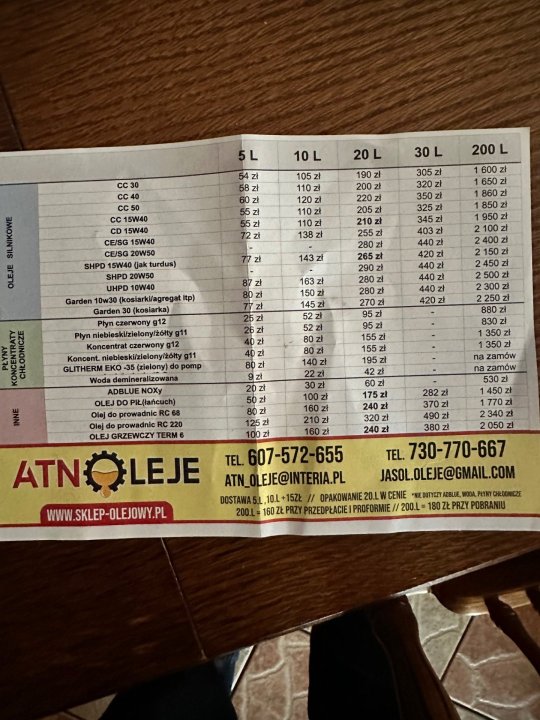 5 L 10 L 20 L 30 L 200 L
OLEJE SILNIKOWE
CC 30 54 zł 105 zł 190 zł 305 zł 1 600 zł
CC 40 58 zł 110 zł 200 zł 320 zł 1 650 zł
CC 50 60 zł 120 zł 220 zł 350 zł 1 860 zł
CC 15W40 55 zł 110 zł 205 zł 325 zł 1 850 zł
CD 15W40 55 zł 110 zł 210 zł 345 zł 1 950 zł
CE/SG 15W40 72 zł 138 zł 255 zł 403 zł 2 100 zł
CE/SG 20W50 - - 280 zł 440 zł 2 400 zł
SHPD 15W40 (jak turdus) 77 zł 143 zł 265 zł 420 zł 2 150 zł
SHPD 20W50 - - 290 zł 440 zł 2 450 zł
UHPD 10W40 87 zł 163 zł 280 zł 440 zł 2 500 zł
Garden 10w30 (kosiarki/agregat itp) 80 zł 150 zł 280 zł 440 zł 2 300 zł
Garden 30 (kosiarka) 77 zł 145 zł 270 zł 420 zł 2 250 zł
PŁYNY KONCENTRATY CHŁODNICZE
Płyn czerwony g12 25 zł 52 zł 95 zł - 880 zł
Płyn niebieski/zielony/żółty g11 26 zł 52 zł 95 zł - 830 zł
Koncentrat czerwony g12 40 zł 80 zł 155 zł - 1 350 zł
Koncent. niebieski/zielony/żółty g11 40 zł 80 zł 155 zł - 1 350 zł
GLITHERM EKO -35 (zielony) do pomp 80 zł 140 zł 195 zł - na zamów
Woda demineralizowana 9 zł 22 zł 42 zł - na zamów
INNE
ADBLUE NOXy 20 zł 30 zł 60 zł - 530 zł
OLEJ DO PIŁ(łańcuch) 50 zł 100 zł 175 zł 282 zł 1 450 zł
Olej do prowadnic RC 68 80 zł 160 zł 240 zł 370 zł 1 770 zł
Olej do prowadnic RC 220 125 zł 210 zł 320 zł 490 zł 2 340 zł
OLEJ GRZEWCZY TERM 6 100 zł 160 zł 240 zł 380 zł 2 050 zł
ATN OLEJE
WWW.SKLEP-OLEJOWY.PL
TEL. 607-572-655 TEL. 730-770-667
ATN_OLEJE@INTERIA.PL JASOL.OLEJE@GMAIL.COM
DOSTAWA 5.L ,10.L +15ZŁ // OPAKOWANIE 20.L W CENIE *NIE DOTYCZY ADBLUE, WODA, PŁYNY CHŁODNICZE
200.L = 160 ZŁ PRZY PRZEDPŁACIE I PROFORMIE // 200.L = 180 ZŁ PRZY POBRANIU